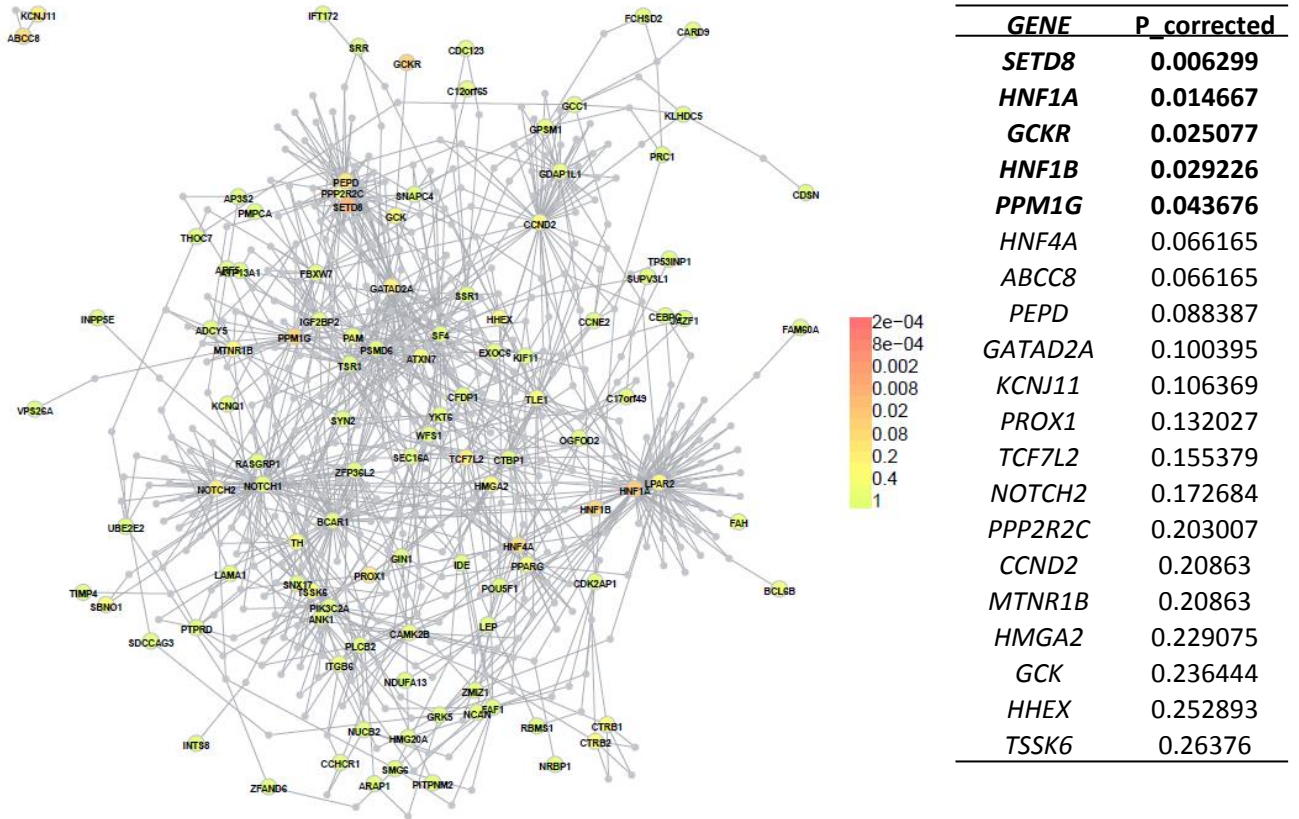 KCNJ11
ABCC8
IFT172
SRR
GCKR
CDC123
C12orf65
FCHSD2
CARD9
GCC1
GPSM1
KLHDC5
PRC1
GDAP1L1
CDSN
PEPD
PPP2R2C
SETD8
SNAPC4
GCK
CCND2
AP3S2
PMPCA
THOC7
ATP13A1
FBXW7
GATAD2A
SSR1
TP53INP1
SUPV3L1
INPP5E
ADCY5
IGF2BP2
HHEX
CCNE2
CEBPG
JAZF1
FAM60A
MTNR1B
PPM1G
PAM
PSMD6
SF4
TSR1
ATXN7
EXOC6
KIF11
VPS26A
KCNQ1
SYN2
CFDP1
TLE1
C17orf49
YKT6
WFS1
OGFOD2
RASGRP1
ZFP36L2
SEC16A
TCF7L2
CTBP1
NOTCH2
NOTCH1
HMGA2
HNF1A
LPAR2
HNF1B
UBE2E2
BCAR1
FAH
TH
GIN1
HNF4A
IDE
PPARG
LAMA1
SNX17
TSSK6
PROX1
POU5F1
CDK2AP1
BCL6B
TIMP4
SBNO1
PIK3C2A
ANK1
SDCCAG3
PTPRD
PLCB2
CAMK2B
LEP
ITGB6
NDUFA13
ZMIZ1
FAF1
NCAN
GRK5
INTS8
NUCB2
HMG20A
RBMS1
CTRB1
CTRB2
NRBP1
CCHCR1
SMG6
ZFAND6
ARAP1
PITPNM2
2e−04
8e−04
0.002
0.008
0.02
0.08
0.2
0.4
1
GENE P_corrected
SETD8 0.006299
HNF1A 0.014667
GCKR 0.025077
HNF1B 0.029226
PPM1G 0.043676
HNF4A 0.066165
ABCC8 0.066165
PEPD 0.088387
GATAD2A 0.100395
KCNJ11 0.106369
PROX1 0.132027
TCF7L2 0.155379
NOTCH2 0.172684
PPP2R2C 0.203007
CCND2 0.20863
MTNR1B 0.20863
HMGA2 0.229075
GCK 0.236444
HHEX 0.252893
TSSK6 0.26376